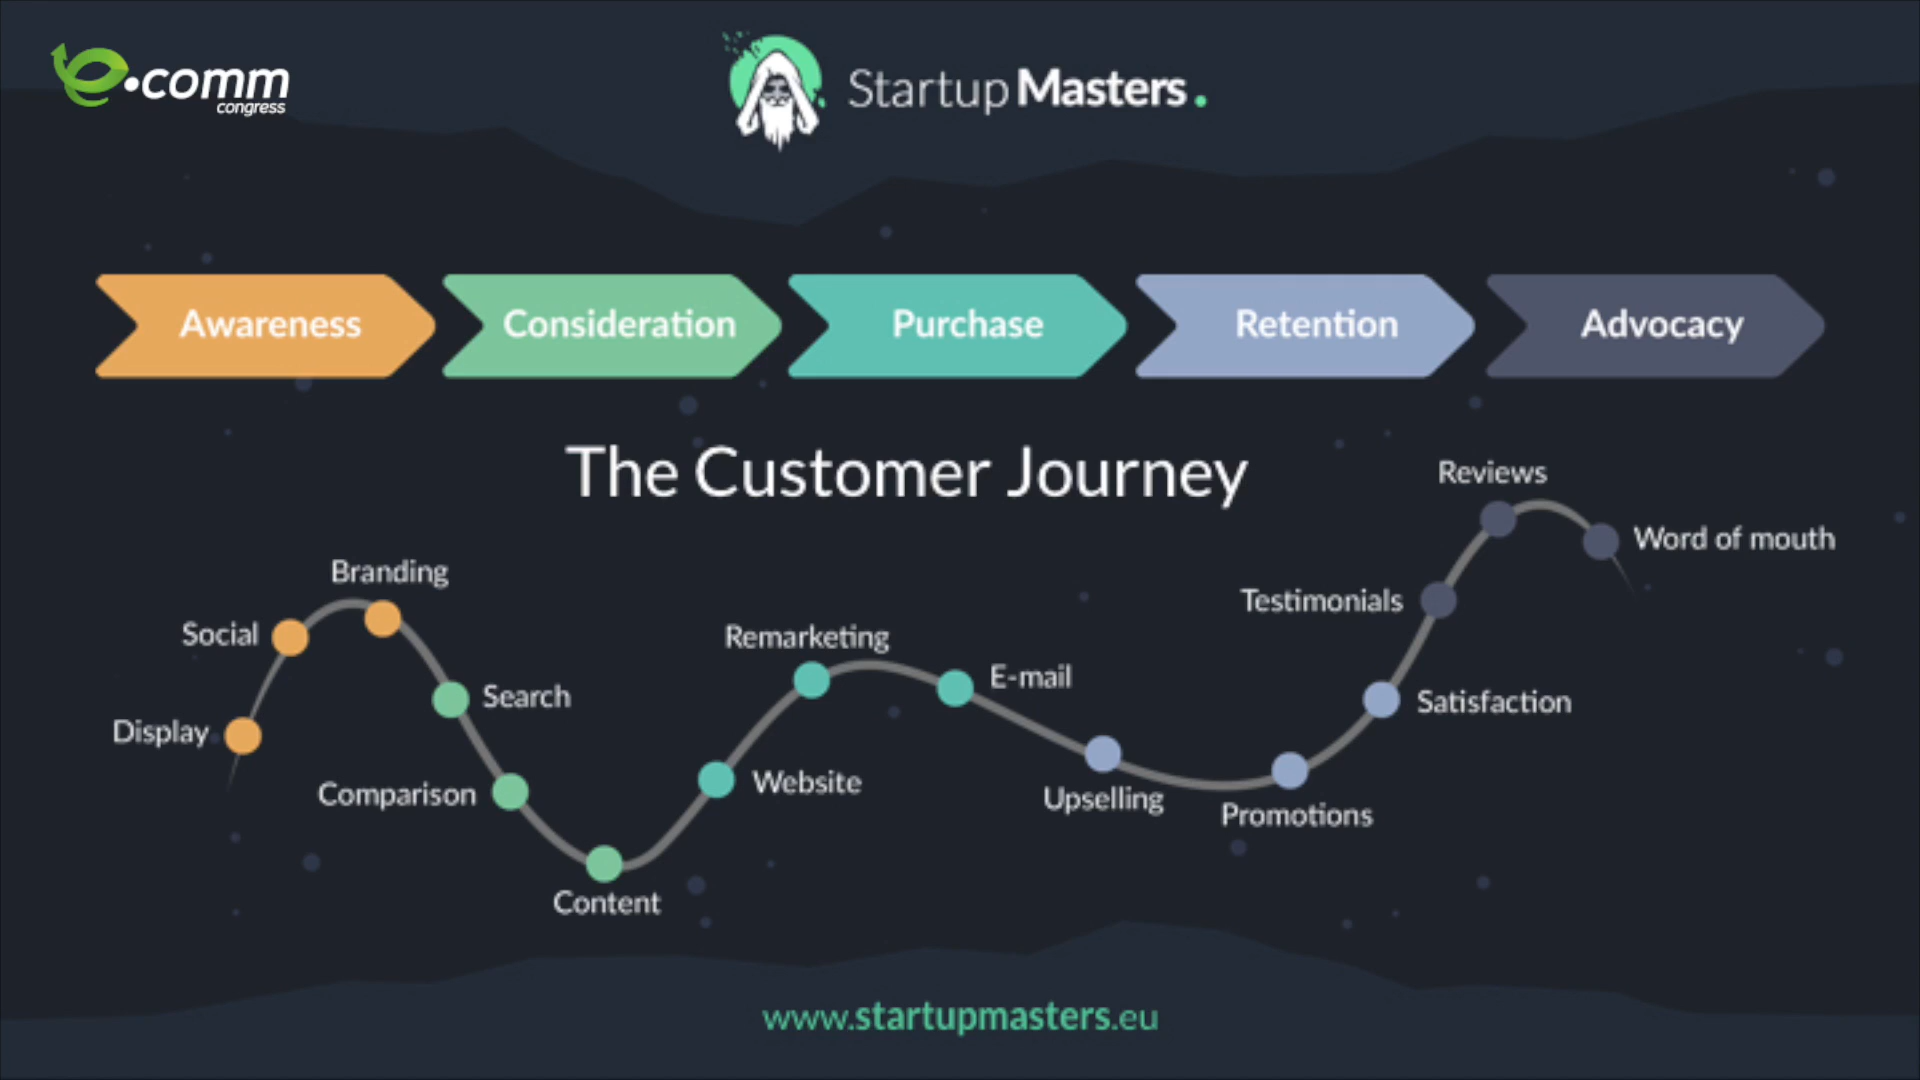 e.comm
congress
Startup Masters.
Awareness
Consideration
Purchase
Retention
Advocacy
The Customer Journey
Display
Social
Branding
Search
Comparison
Content
Website
Remarketing
E-mail
Upselling
Promotions
Satisfaction
Testimonials
Reviews
Word of mouth
www.startupmasters.eu